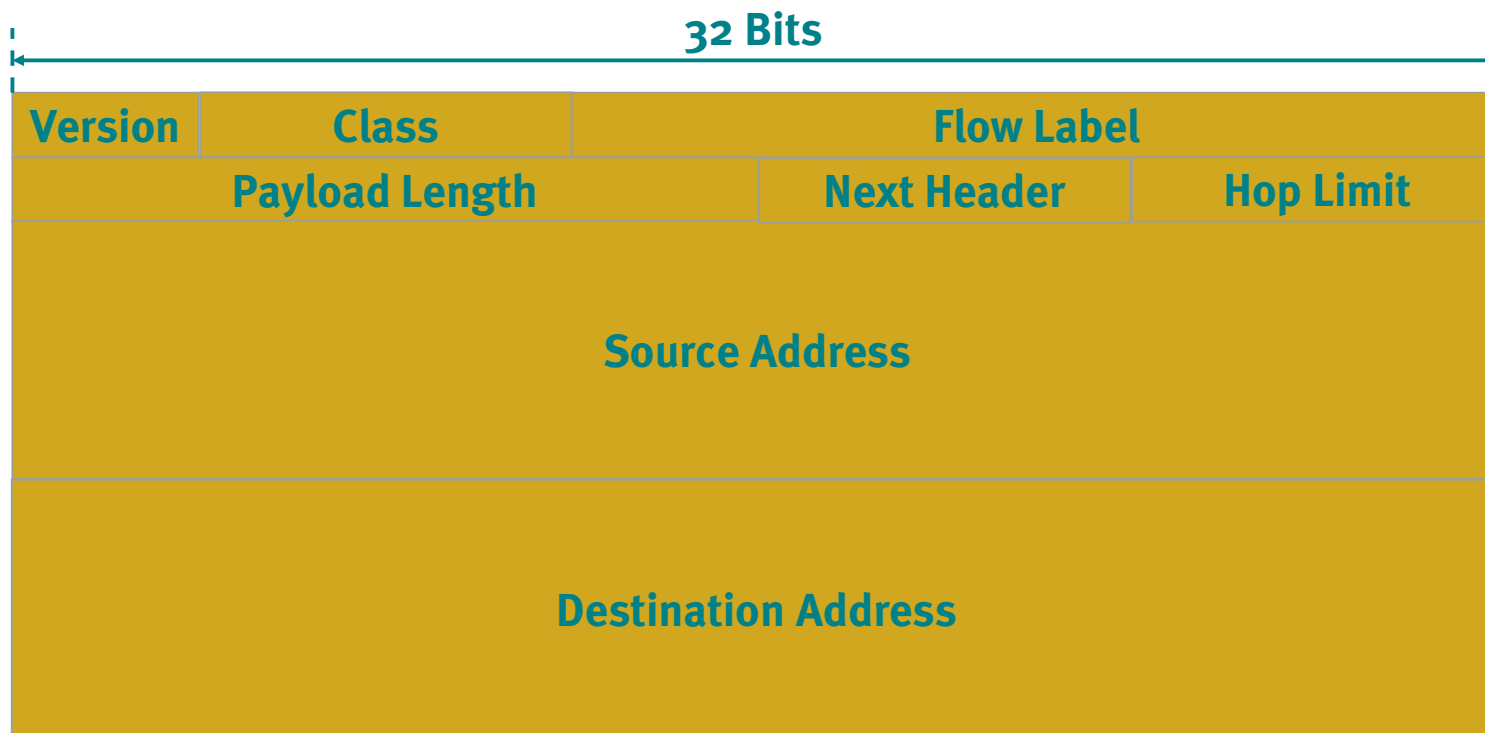 32 Bits
Version Class Flow Label
Payload Length Next Header Hop Limit
Source Address
Destination Address